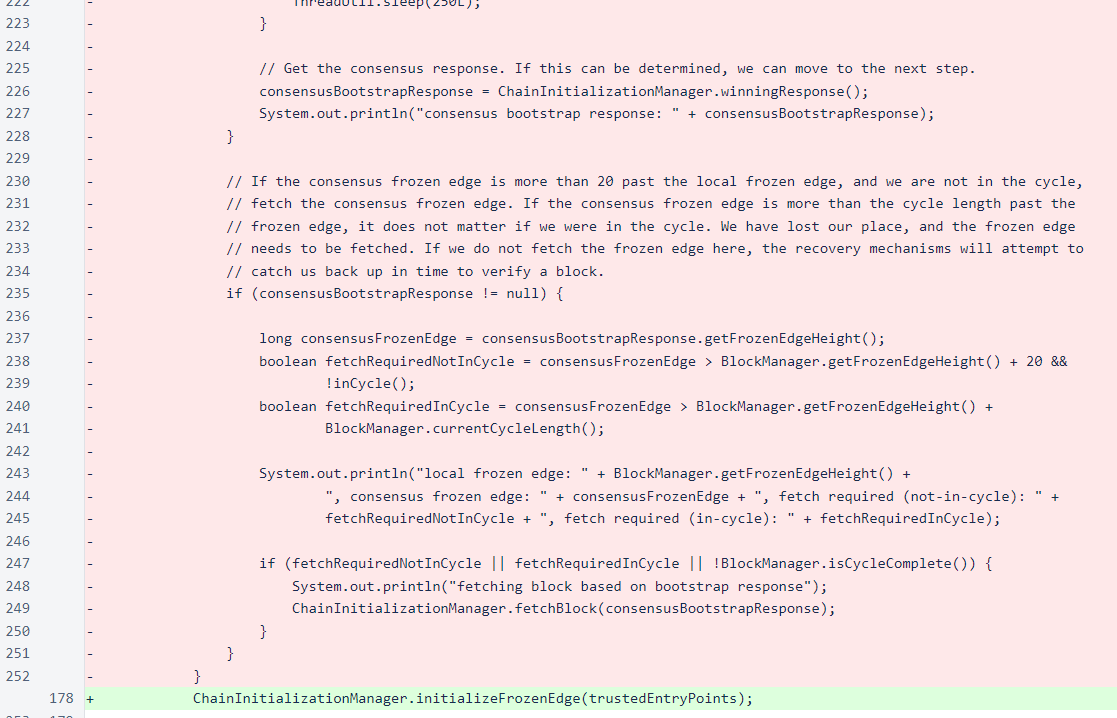 222 - ThreadUtil.sleep(250L);
223 - }
224 -
225 - // Get the consensus response. If this can be determined, we can move to the next step.
226 - consensusBootstrapResponse = ChainInitializationManager.winningResponse();
227 - System.out.println("consensus bootstrap response: " + consensusBootstrapResponse);
228 - }
229 -
230 - // If the consensus frozen edge is more than 20 past the local frozen edge, and we are not in the cycle,
231 - // fetch the consensus frozen edge. If the consensus frozen edge is more than the cycle length past the
232 - // frozen edge, it does not matter if we were in the cycle. We have lost our place, and the frozen edge
233 - // needs to be fetched. If we do not fetch the frozen edge here, the recovery mechanisms will attempt to
234 - // catch us back up in time to verify a block.
235 - if (consensusBootstrapResponse != null) {
236 -
237 - long consensusFrozenEdge = consensusBootstrapResponse.getFrozenEdgeHeight();
238 - boolean fetchRequiredNotInCycle = consensusFrozenEdge > BlockManager.getFrozenEdgeHeight() + 20 &&
239 - !inCycle();
240 - boolean fetchRequiredInCycle = consensusFrozenEdge > BlockManager.getFrozenEdgeHeight() +
241 - BlockManager.currentCycleLength();
242 -
243 - System.out.println("local frozen edge: " + BlockManager.getFrozenEdgeHeight() +
244 - ", consensus frozen edge: " + consensusFrozenEdge + ", fetch required (not-in-cycle): " +
245 - fetchRequiredNotInCycle + ", fetch required (in-cycle): " + fetchRequiredInCycle);
246 -
247 - if (fetchRequiredNotInCycle || fetchRequiredInCycle || !BlockManager.isCycleComplete()) {
248 - System.out.println("fetching block based on bootstrap response");
249 - ChainInitializationManager.fetchBlock(consensusBootstrapResponse);
250 - }
251 - }
252 - }
178 + ChainInitializationManager.initializeFrozenEdge(trustedEntryPoints);